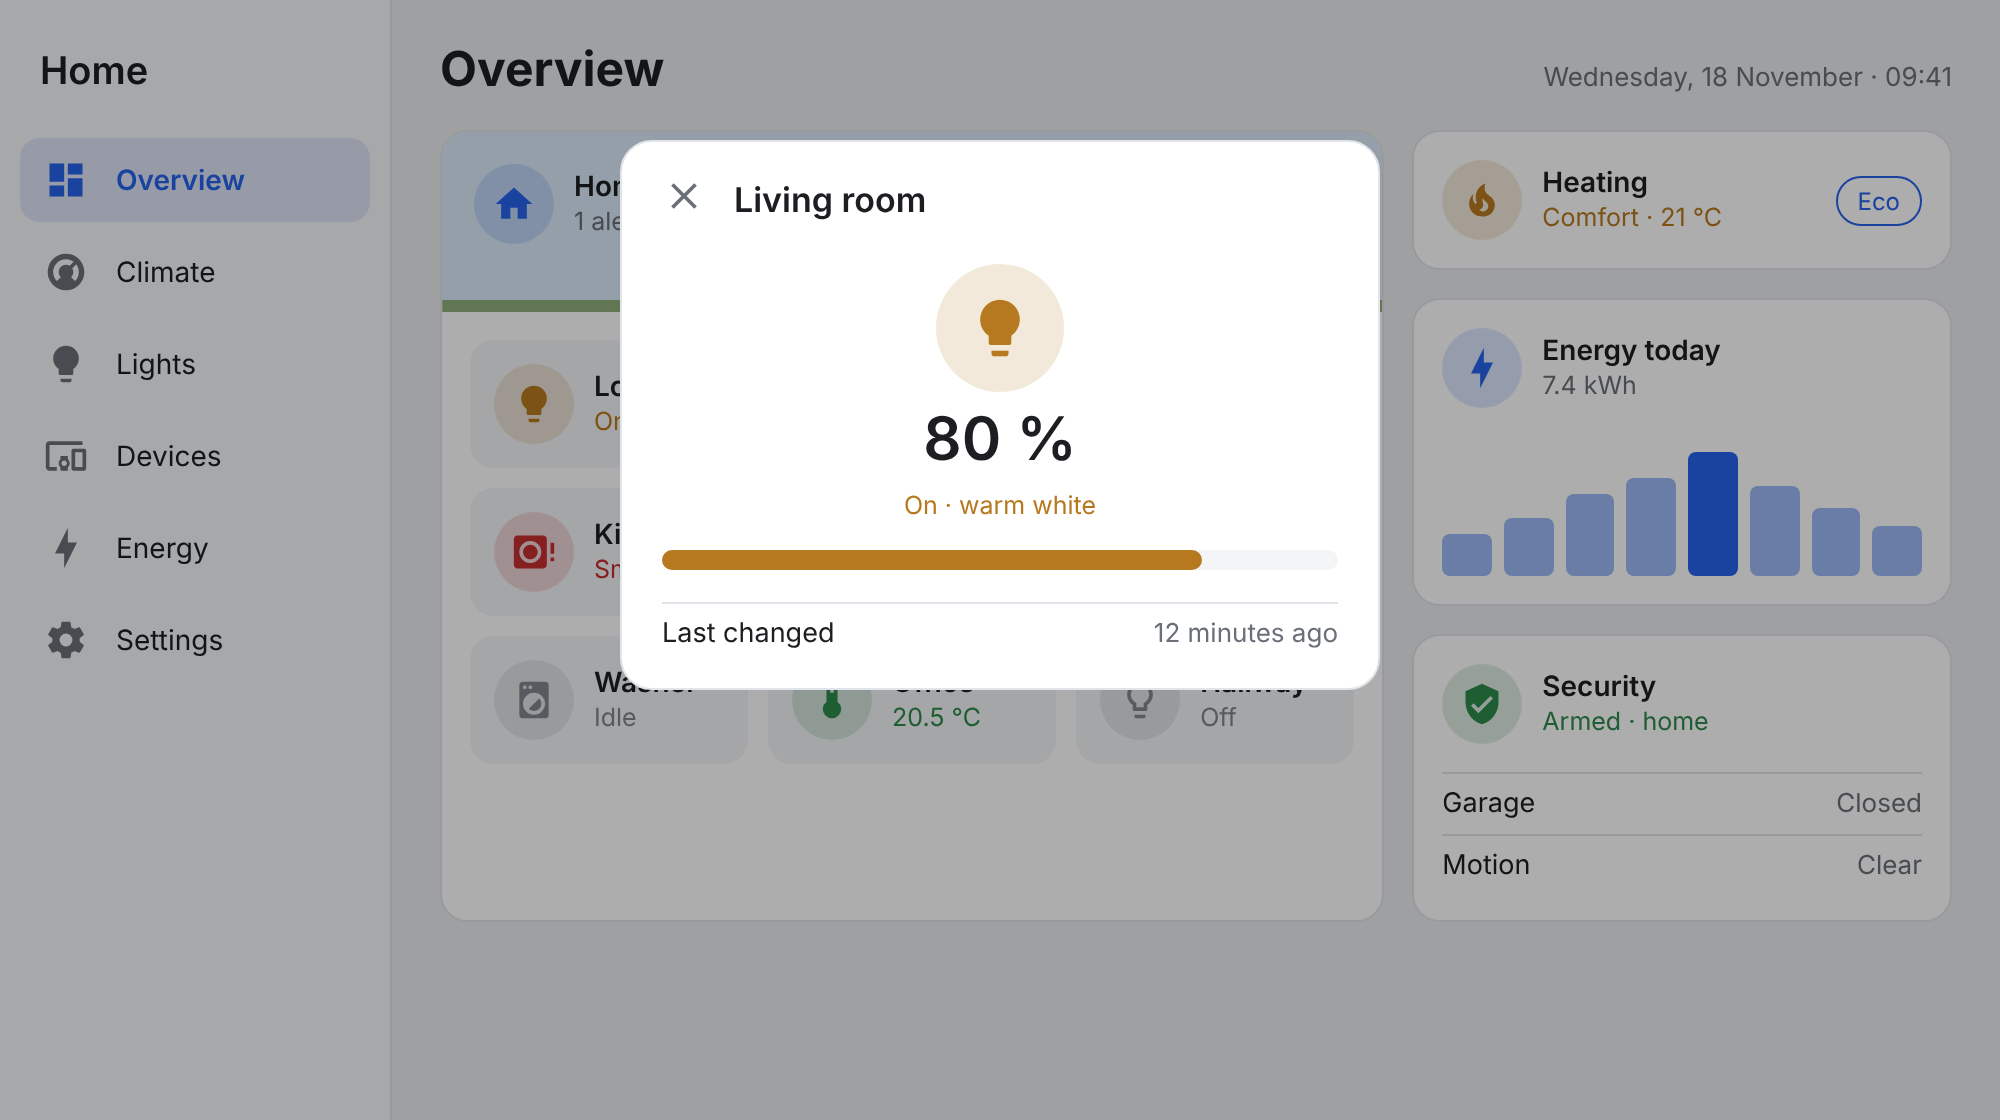 Home
Overview
Climate
Lights
Devices
Energy
Settings
Overview
Wednesday, 18 November · 09:41
Living room
80 %
On · warm white
Last changed
12 minutes ago
Idle
20.5 °C
Off
Heating
Comfort · 21 °C
Eco
Energy today
7.4 kWh
Security
Armed · home
Garage
Closed
Motion
Clear